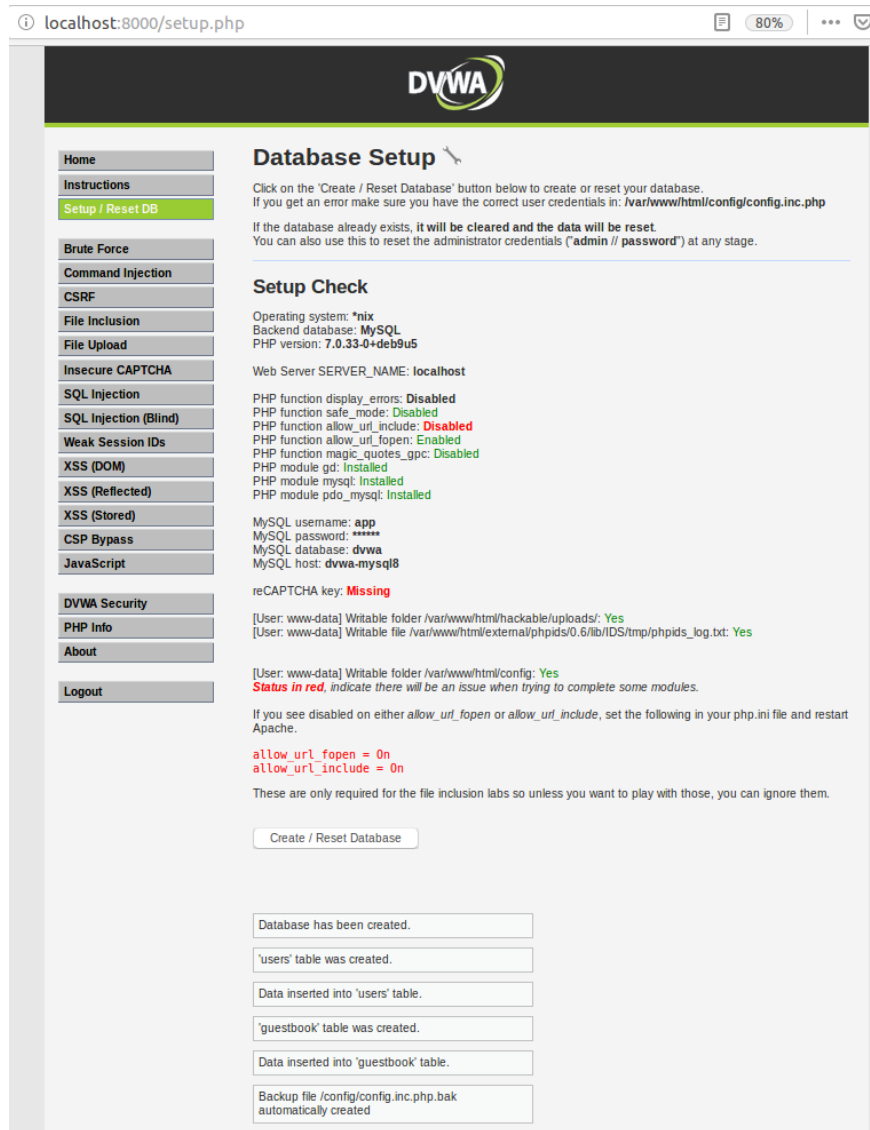 localhost:8000/setup.php
80%
DVWA
Home
Instructions
Setup / Reset DB
Brute Force
Command Injection
CSRF
File Inclusion
File Upload
Insecure CAPTCHA
SQL Injection
SQL Injection (Blind)
Weak Session IDs
XSS (DOM)
XSS (Reflected)
XSS (Stored)
CSP Bypass
JavaScript
DVWA Security
PHP Info
About
Logout
Database Setup
Click on the 'Create / Reset Database' button below to create or reset your database.
If you get an error make sure you have the correct user credentials in: /var/www/html/config/config.inc.php
If the database already exists, it will be cleared and the data will be reset.
You can also use this to reset the administrator credentials ("admin // password") at any stage.
Setup Check
Operating system: *nix
Backend database: MySQL
PHP version: 7.0.33-0+deb9u5
Web Server SERVER_NAME: localhost
PHP function display_errors: Disabled
PHP function safe_mode: Disabled
PHP function allow_url_include: Disabled
PHP function allow_url_fopen: Enabled
PHP function magic_quotes_gpc: Disabled
PHP module gd: Installed
PHP module mysql: Installed
PHP module pdo_mysql: Installed
MySQL username: app
MySQL password: ******
MySQL database: dvwa
MySQL host: dvwa-mysql8
reCAPTCHA key: Missing
[User: www-data] Writable folder /var/www/html/hackable/uploads/: Yes
[User: www-data] Writable file /var/www/html/external/phpids/0.6/lib/IDS/tmp/phpids_log.txt: Yes
[User: www-data] Writable folder /var/www/html/config: Yes
Status in red, indicate there will be an issue when trying to complete some modules.
If you see disabled on either allow_url_fopen or allow_url_include, set the following in your php.ini file and restart
Apache.
allow_url_fopen = On
allow_url_include = On
These are only required for the file inclusion labs so unless you want to play with those, you can ignore them.
Create / Reset Database
Database has been created.
'users' table was created.
Data inserted into 'users' table.
'guestbook' table was created.
Data inserted into 'guestbook' table.
Backup file /config/config.inc.php.bak
automatically created